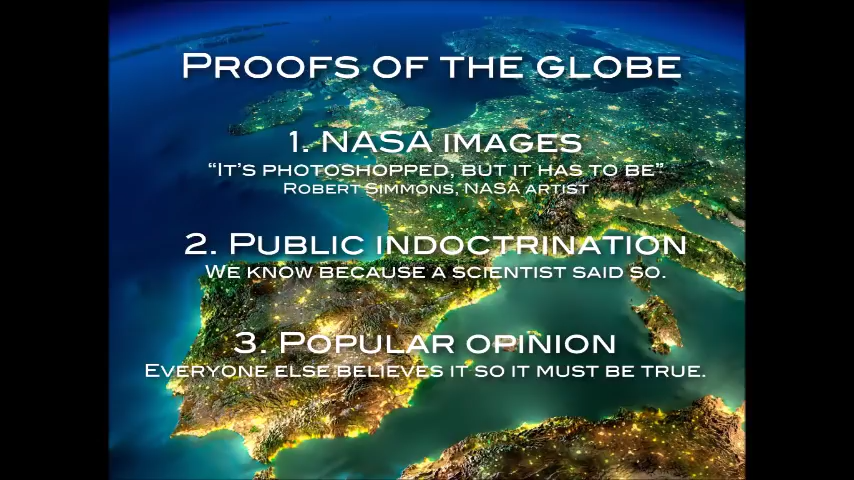 PROOFS OF THE GLOBE
1. NASA IMAGES
"IT'S PHOTOSHOPPED, BUT IT HAS TO BE"
ROBERT SIMMONS, NASA ARTIST
2. PUBLIC INDOCTRINATION
WE KNOW BECAUSE A SCIENTIST SAID SO.
3. POPULAR OPINION
EVERYONE ELSE BELIEVES IT SO IT MUST BE TRUE.